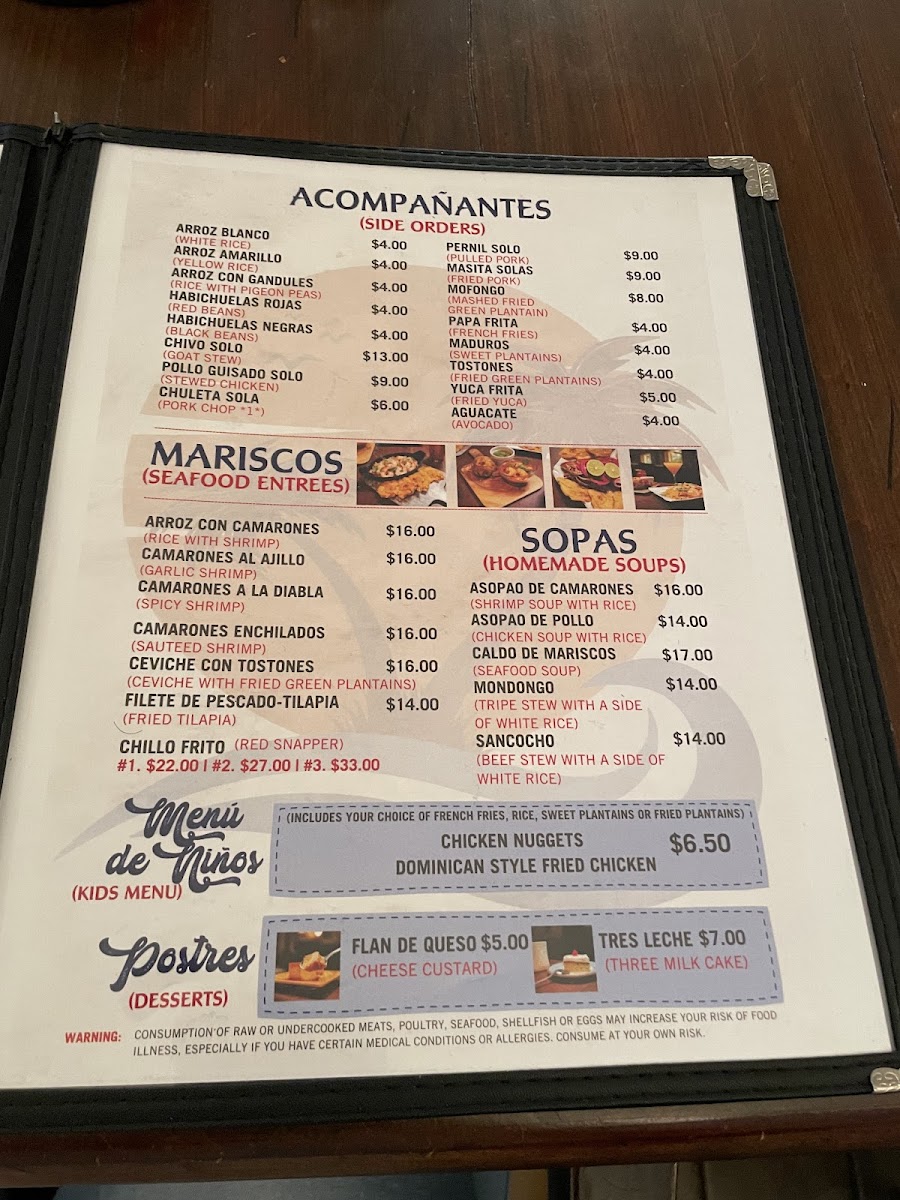 ACOMPAÑANTES
(SIDE ORDERS)
ARROZ BLANCO $4.00
(WHITE RICE)
ARROZ AMARILLO $4.00
(YELLOW RICE)
ARROZ CON GANDULES $4.00
(RICE WITH PIGEON PEAS)
HABICHUELAS ROJAS $4.00
(RED BEANS)
HABICHUELAS NEGRAS $4.00
(BLACK BEANS)
CHIVO SOLO $13.00
(GOAT STEW)
POLLO GUISADO SOLO $9.00
(STEWED CHICKEN)
CHULETA SOLA $6.00
(PORK CHOP *1*)
PERNIL SOLO $9.00
(PULLED PORK)
MASITA SOLAS $9.00
(FRIED PORK)
MOFONGO $8.00
(MASHED FRIED
GREEN PLANTAIN)
PAPA FRITA $4.00
(FRENCH FRIES)
MADUROS $4.00
(SWEET PLANTAINS)
TOSTONES $4.00
(FRIED GREEN PLANTAINS)
YUCA FRITA $5.00
(FRIED YUCA)
AGUACATE $4.00
(AVOCADO)
MARISCOS
(SEAFOOD ENTREES)
ARROZ CON CAMARONES $16.00
(RICE WITH SHRIMP)
CAMARONES AL AJILLO $16.00
(GARLIC SHRIMP)
CAMARONES A LA DIABLA $16.00
(SPICY SHRIMP)
CAMARONES ENCHILADOS $16.00
(SAUTEED SHRIMP)
CEVICHE CON TOSTONES $16.00
(CEVICHE WITH FRIED GREEN PLANTAINS)
FILETE DE PESCADO-TILAPIA $14.00
(FRIED TILAPIA)
CHILLO FRITO (RED SNAPPER)
#1. $22.00 | #2. $27.00 | #3. $33.00
SOPAS
(HOMEMADE SOUPS)
ASOPAO DE CAMARONES $16.00
(SHRIMP SOUP WITH RICE)
ASOPAO DE POLLO $14.00
(CHICKEN SOUP WITH RICE)
CALDO DE MARISCOS $17.00
(SEAFOOD SOUP)
MONDONGO $14.00
(TRIPE STEW WITH A SIDE
OF WHITE RICE)
SANCOCHO $14.00
(BEEF STEW WITH A SIDE OF
WHITE RICE)
Menú
de Niños
(KIDS MENU)
(INCLUDES YOUR CHOICE OF FRENCH FRIES, RICE, SWEET PLANTAINS OR FRIED PLANTAINS)
CHICKEN NUGGETS $6.50
DOMINICAN STYLE FRIED CHICKEN
Postres
(DESSERTS)
FLAN DE QUESO $5.00
(CHEESE CUSTARD)
TRES LECHE $7.00
(THREE MILK CAKE)
WARNING: CONSUMPTION OF RAW OR UNDERCOOKED MEATS, POULTRY, SEAFOOD, SHELLFISH OR EGGS MAY INCREASE YOUR RISK OF FOOD
ILLNESS, ESPECIALLY IF YOU HAVE CERTAIN MEDICAL CONDITIONS OR ALLERGIES. CONSUME AT YOUR OWN RISK.